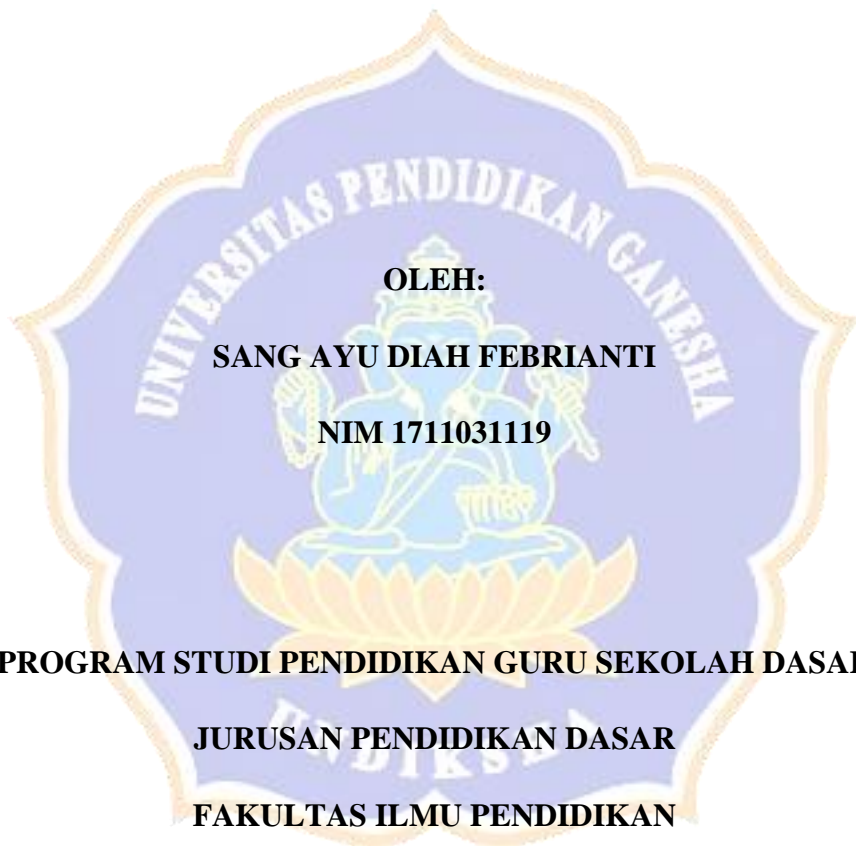 UNIVERSITAS PENDIDIKAN GANESHA
OLEH:
SANG AYU DIAH FEBRIANTI
NIM 1711031119
PROGRAM STUDI PENDIDIKAN GURU SEKOLAH DASAR
JURUSAN PENDIDIKAN DASAR
UNDIKSHA
FAKULTAS ILMU PENDIDIKAN